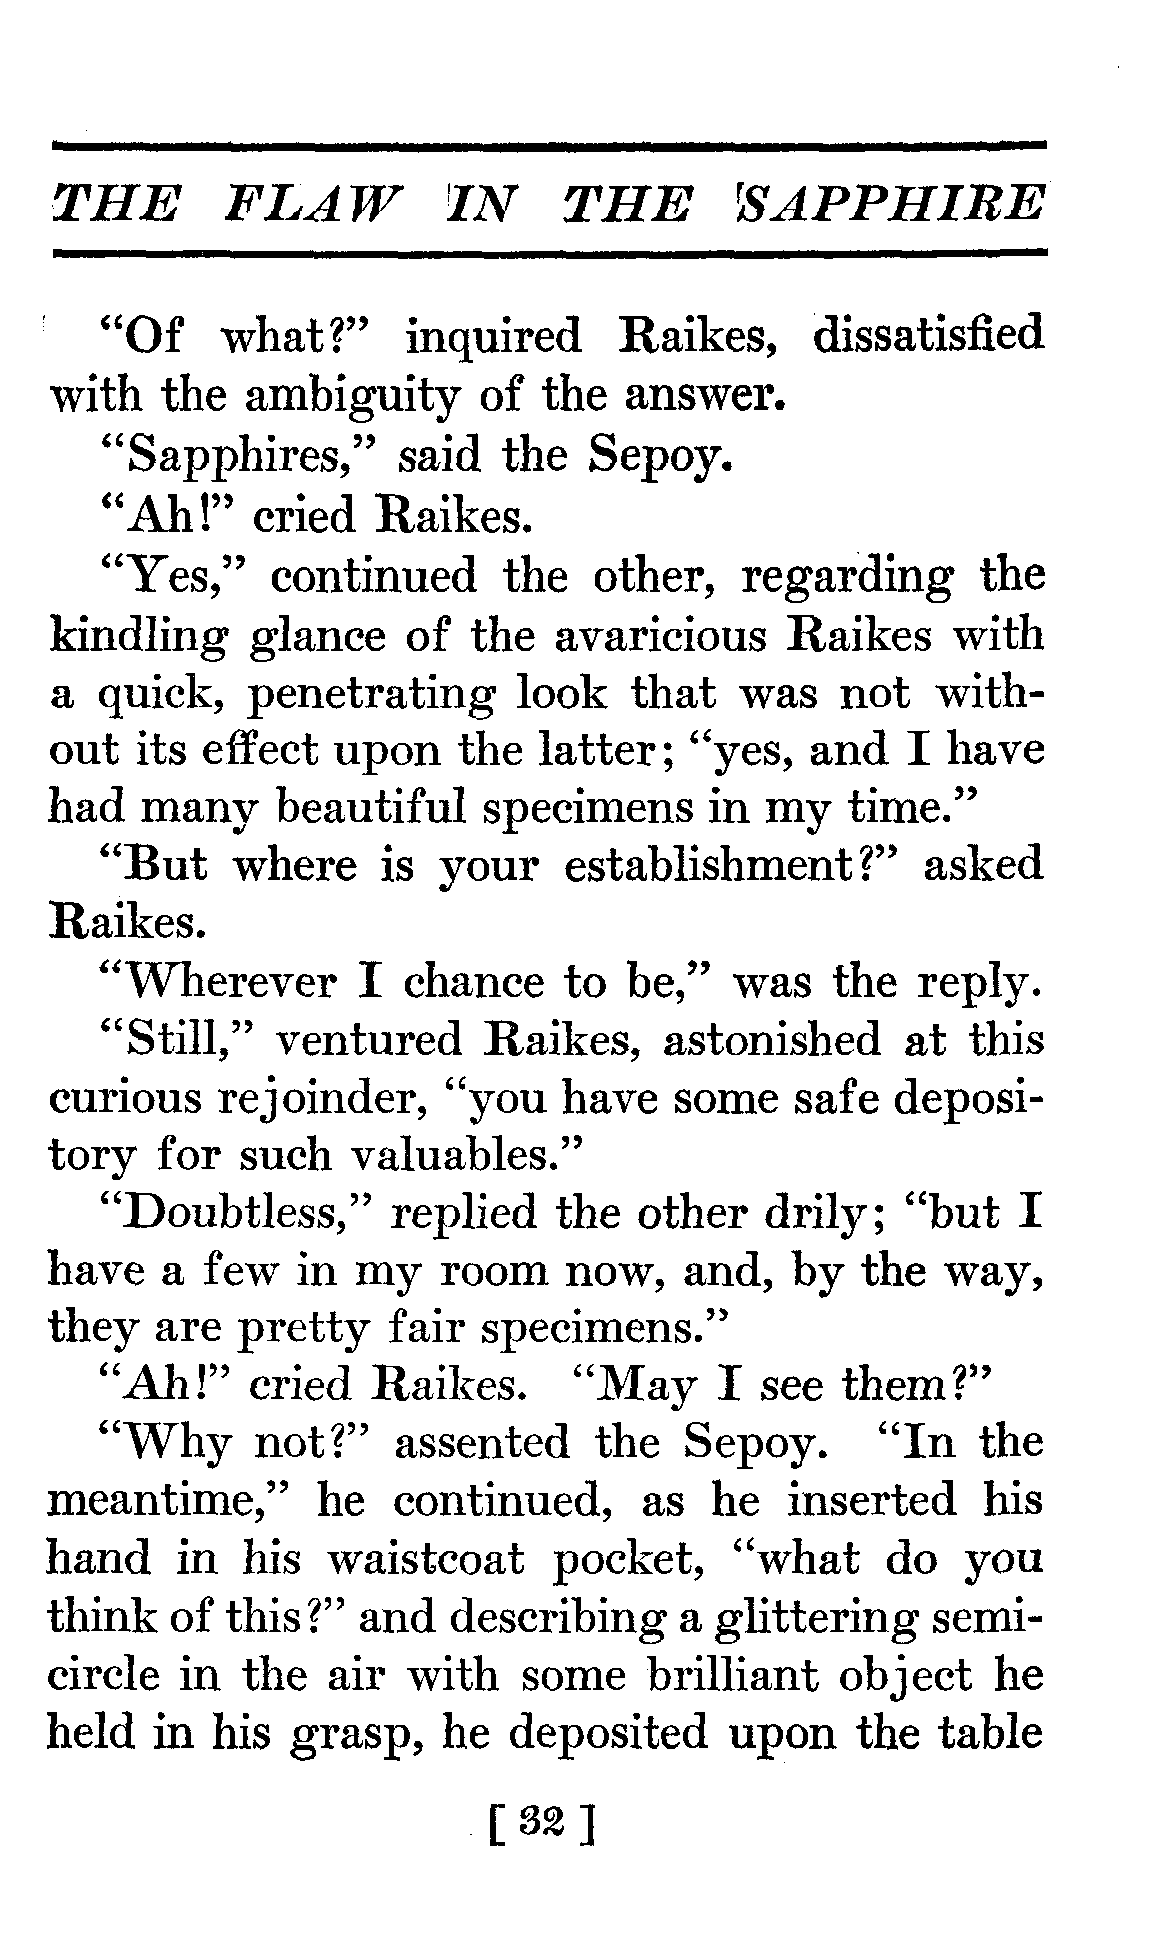 THE FLAW IN THE SAPPHIRE
“Of what?” inquired Raikes, dissatisfied
with the ambiguity of the answer.
“Sapphires,” said the Sepoy.
“Ah!” cried Raikes.
“Yes,” continued the other, regarding the
kindling glance of the avaricious Raikes with
a quick, penetrating look that was not with-
out its effect upon the latter; “yes, and I have
had many beautiful specimens in my time.”
“But where is your establishment?” asked
Raikes.
“Wherever I chance to be,” was the reply.
“Still,” ventured Raikes, astonished at this
curious rejoinder, “you have some safe deposi-
tory for such valuables.”
“Doubtless,” replied the other drily; “but I
have a few in my room now, and, by the way,
they are pretty fair specimens.”
“Ah!” cried Raikes. “May I see them?”
“Why not?” assented the Sepoy. “In the
meantime,” he continued, as he inserted his
hand in his waistcoat pocket, “what do you
think of this?” and describing a glittering semi-
circle in the air with some brilliant object he
held in his grasp, he deposited upon the table
[ 32 ]